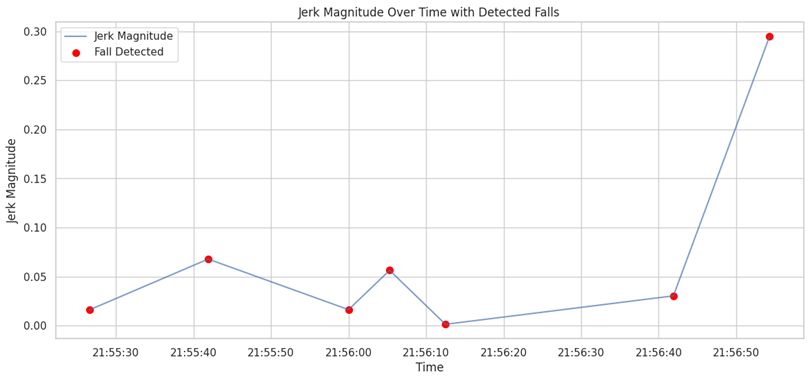 Jerk Magnitude Over Time with Detected Falls
Jerk Magnitude
Fall Detected
0.30
0.25
0.20
0.15
0.10
0.05
0.00
Jerk Magnitude
21:55:30 21:55:40 21:55:50 21:56:00 21:56:10 21:56:20 21:56:30 21:56:40 21:56:50
Time